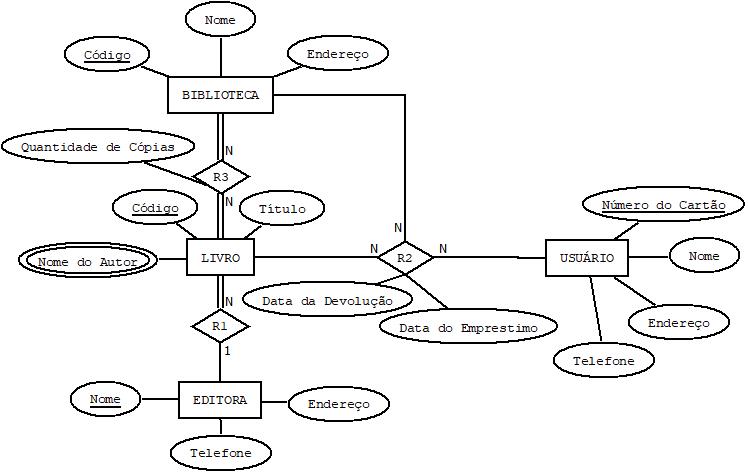 Nome
Código
Endereço
BIBLIOTECA
Quantidade de Cópias
N
R3
N
Código
Título
Número do Cartão
N
Nome do Autor
LIVRO
N
R2
N
USUÁRIO
Nome
N
Data da Devolução
Data do Emprestimo
Endereço
R1
1
Telefone
Nome
EDITORA
Endereço
Telefone